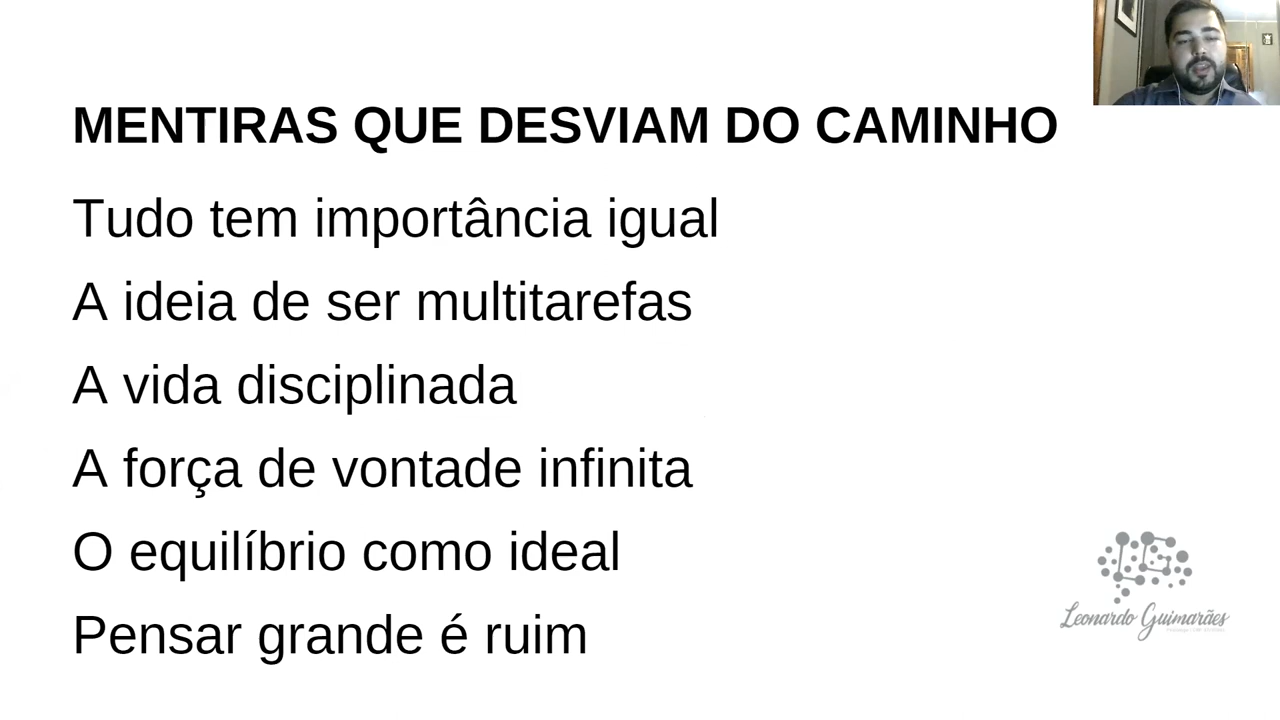 MENTIRAS QUE DESVIAM DO CAMINHO
Tudo tem importância igual
A ideia de ser multitarefas
A vida disciplinada
A força de vontade infinita
O equilíbrio como ideal
Pensar grande é ruim
Leonardo Guimarães